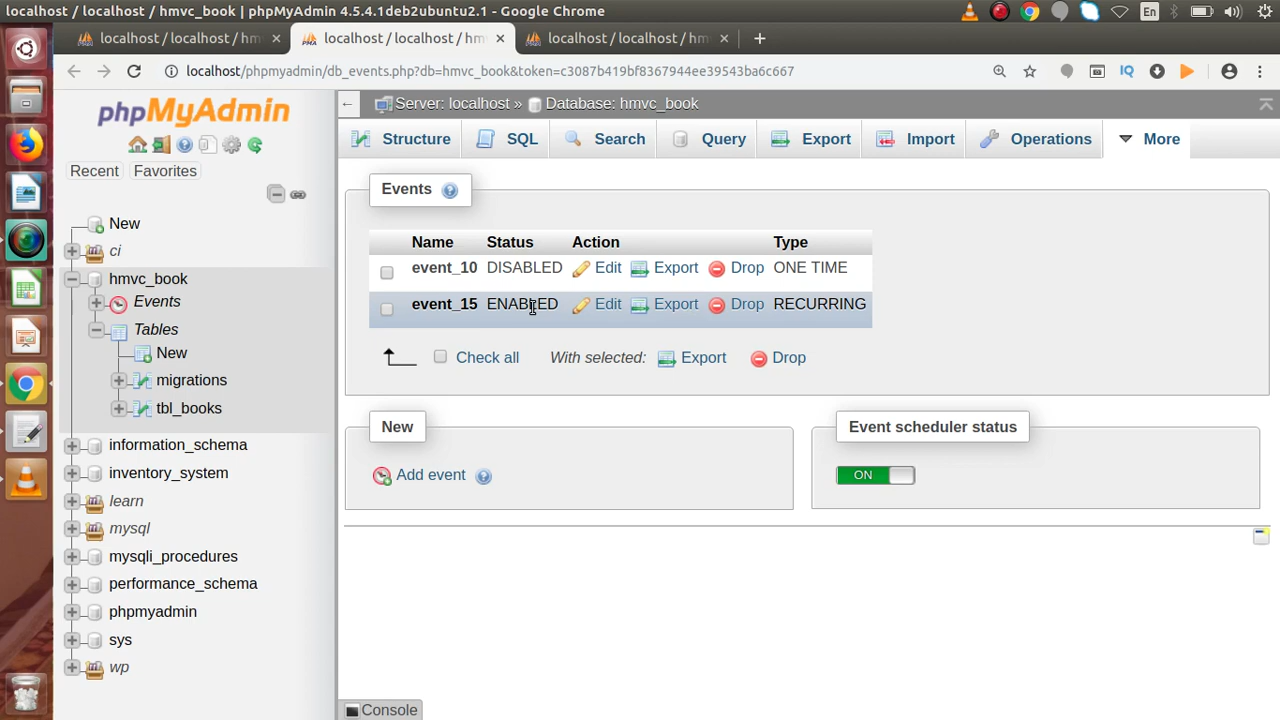 localhost / localhost / hmvc_book | phpMyAdmin 4.5.4.1deb2ubuntu2.1 - Google Chrome
En
localhost / localhost / hm
localhost / localhost / hm
localhost / localhost / hm
localhost/phpmyadmin/db_events.php?db=hmvc_book&token=c3087b419bf8367944ee39543ba6c667
IQ
phpMyAdmin
Recent
Favorites
New
ci
hmvc_book
Events
Tables
New
migrations
tbl_books
information_schema
inventory_system
learn
mysql
mysqli_procedures
performance_schema
phpmyadmin
sys
wp
Server: localhost » Database: hmvc_book
Structure SQL Search Query Export Import Operations More
Events
Name Status Action Type
event_10 DISABLED Edit Export Drop ONE TIME
event_15 ENABLED Edit Export Drop RECURRING
Check all With selected: Export Drop
New
Add event
Event scheduler status
ON
Console